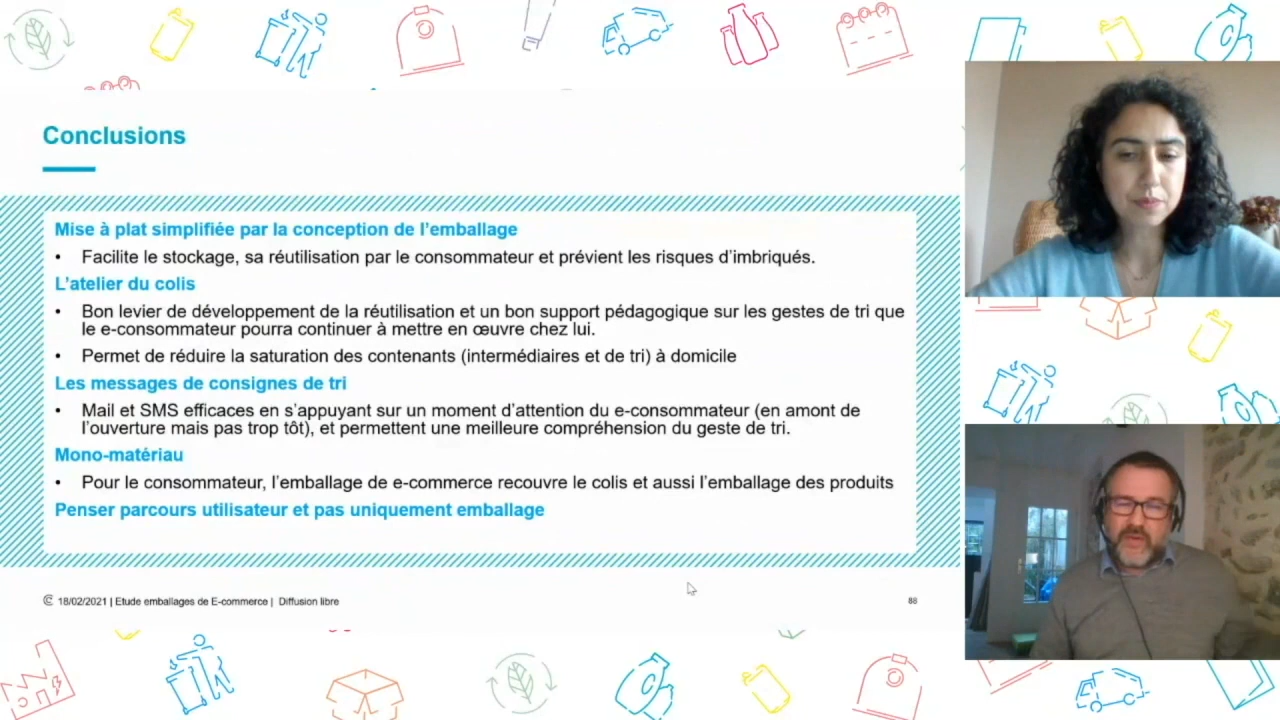 Conclusions
Mise à plat simplifiée par la conception de l'emballage
• Facilite le stockage, sa réutilisation par le consommateur et prévient les risques d'imbriqués.
L'atelier du colis
• Bon levier de développement de la réutilisation et un bon support pédagogique sur les gestes de tri que
le e-consommateur pourra continuer à mettre en œuvre chez lui.
• Permet de réduire la saturation des contenants (intermédiaires et de tri) à domicile
Les messages de consignes de tri
• Mail et SMS efficaces en s'appuyant sur un moment d'attention du e-consommateur (en amont de
l'ouverture mais pas trop tôt), et permettent une meilleure compréhension du geste de tri.
Mono-matériau
• Pour le consommateur, l'emballage de e-commerce recouvre le colis et aussi l'emballage des produits
Penser parcours utilisateur et pas uniquement emballage
18/02/2021 | Etude emballages de E-commerce | Diffusion libre
88